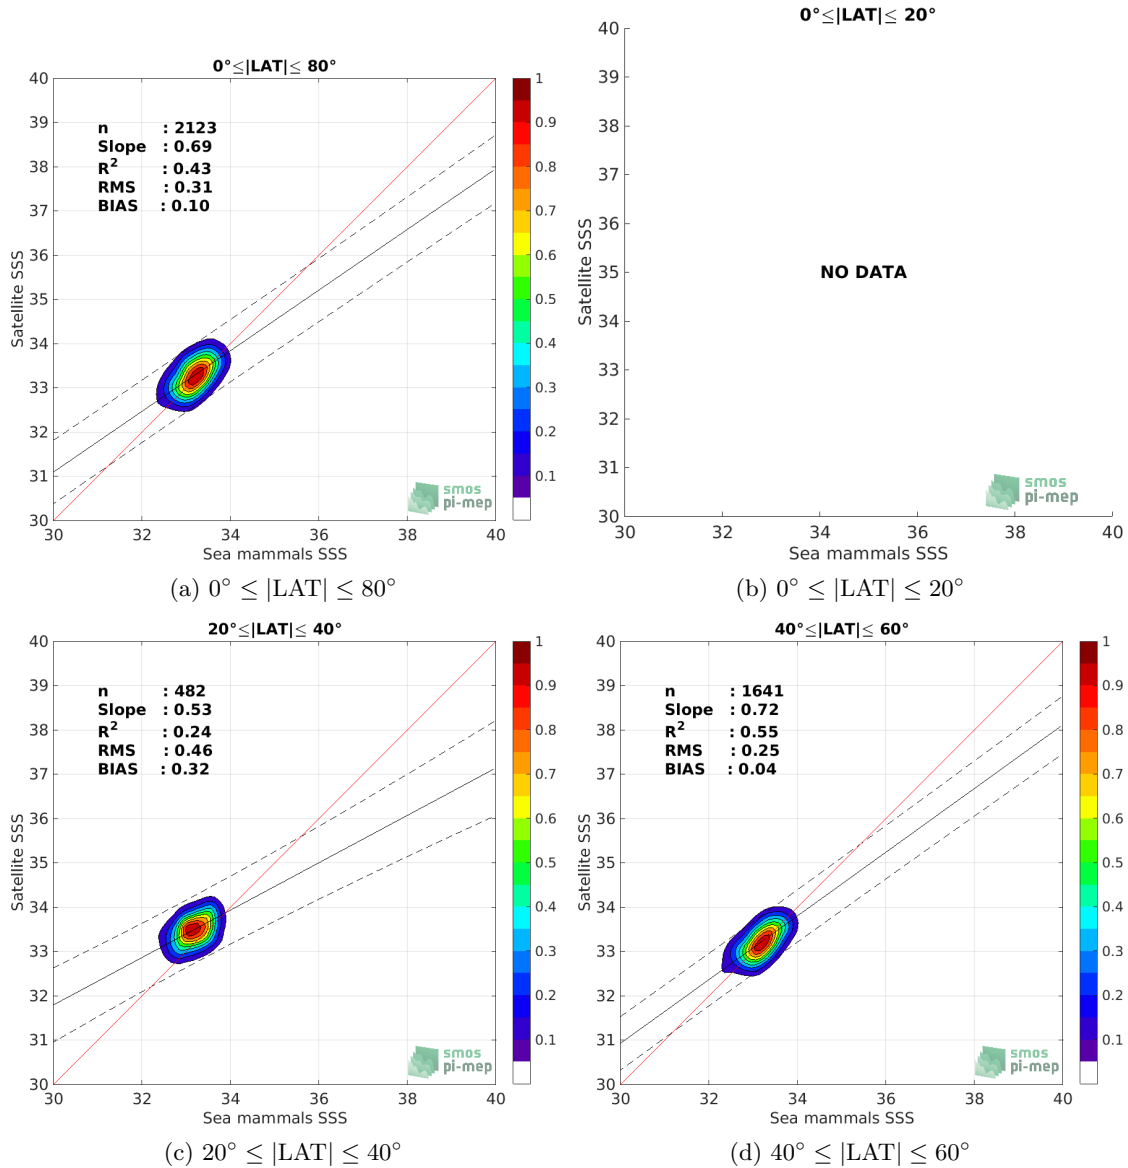 0°≤|LAT|≤ 80°
40
39
38
37
36
35
34
33
32
31
30
Satellite SSS
n : 2123
Slope : 0.69
R² : 0.43
RMS : 0.31
BIAS : 0.10
smos
pi-mep
30 32 34 36 38 40
Sea mammals SSS
1
0.9
0.8
0.7
0.6
0.5
0.4
0.3
0.2
0.1
(a) 0° ≤ |LAT| ≤ 80°
0°≤|LAT|≤ 20°
40
39
38
37
36
35
34
33
32
31
30
Satellite SSS
NO DATA
smos
pi-mep
30 32 34 36 38 40
Sea mammals SSS
(b) 0° ≤ |LAT| ≤ 20°
20°≤|LAT|≤ 40°
40
39
38
37
36
35
34
33
32
31
30
Satellite SSS
n : 482
Slope : 0.53
R² : 0.24
RMS : 0.46
BIAS : 0.32
smos
pi-mep
30 32 34 36 38 40
Sea mammals SSS
1
0.9
0.8
0.7
0.6
0.5
0.4
0.3
0.2
0.1
(c) 20° ≤ |LAT| ≤ 40°
40°≤|LAT|≤ 60°
40
39
38
37
36
35
34
33
32
31
30
Satellite SSS
n : 1641
Slope : 0.72
R² : 0.55
RMS : 0.25
BIAS : 0.04
smos
pi-mep
30 32 34 36 38 40
Sea mammals SSS
1
0.9
0.8
0.7
0.6
0.5
0.4
0.3
0.2
0.1
(d) 40° ≤ |LAT| ≤ 60°